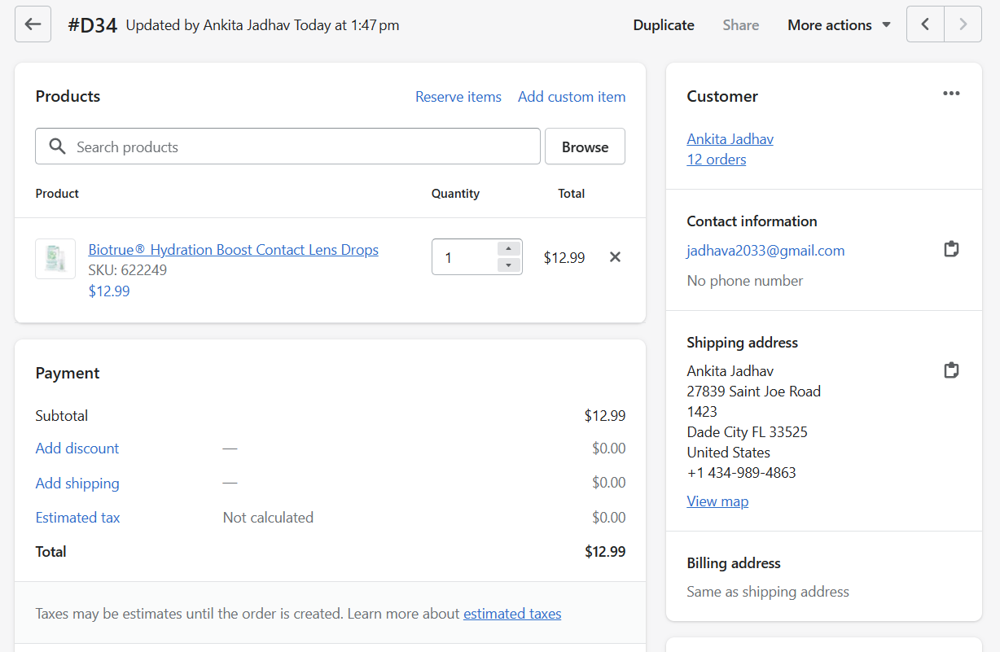 #D34 Updated by Ankita Jadhav Today at 1:47 pm
Duplicate Share More actions
Products Reserve items Add custom item
Search products Browse
Product Quantity Total
Biotrue® Hydration Boost Contact Lens Drops 1 $12.99
SKU: 622249
$12.99
Payment
Subtotal $12.99
Add discount — $0.00
Add shipping — $0.00
Estimated tax Not calculated $0.00
Total $12.99
Taxes may be estimates until the order is created. Learn more about estimated taxes
Customer
Ankita Jadhav
12 orders
Contact information
jadhava2033@gmail.com
No phone number
Shipping address
Ankita Jadhav
27839 Saint Joe Road
1423
Dade City FL 33525
United States
+1 434-989-4863
View map
Billing address
Same as shipping address